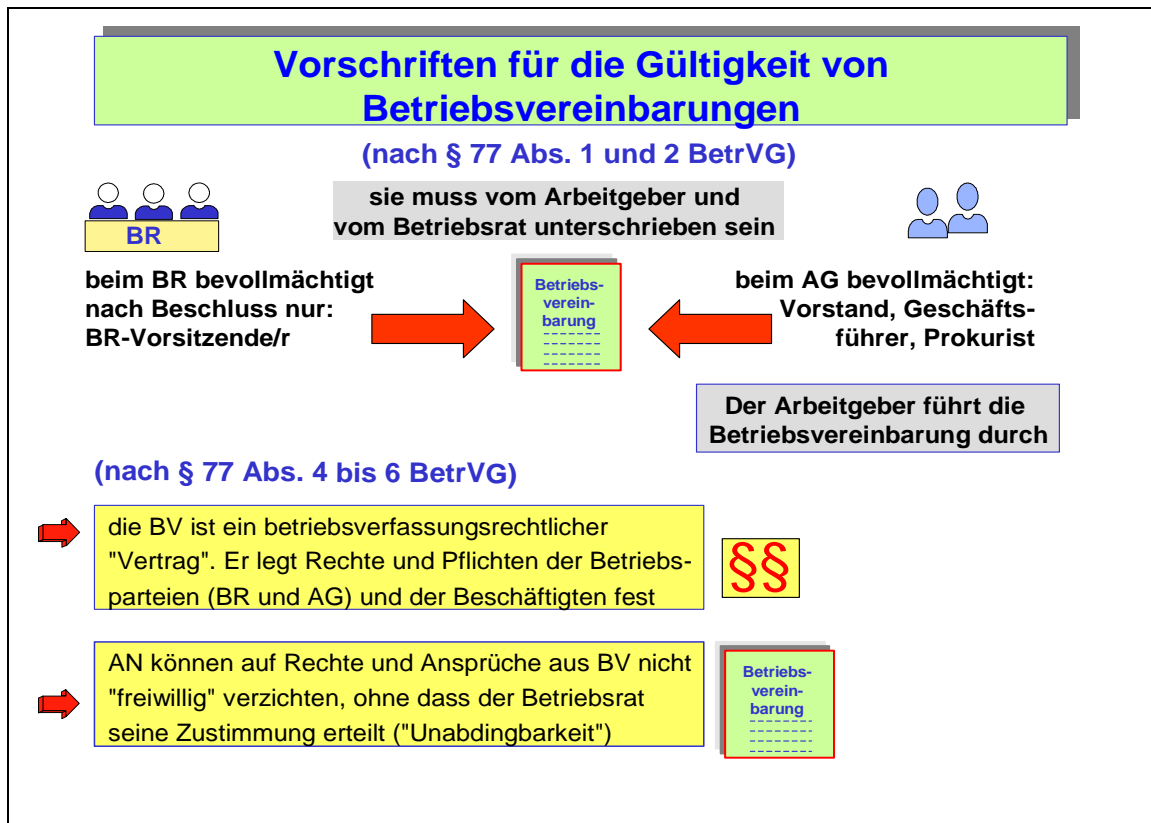 Vorschriften für die Gültigkeit von
Betriebsvereinbarungen
(nach § 77 Abs. 1 und 2 BetrVG)
sie muss vom Arbeitgeber und
vom Betriebsrat unterschrieben sein
BR
beim BR bevollmächtigt
nach Beschluss nur:
BR-Vorsitzende/r
Betriebs-
verein-
barung
beim AG bevollmächtigt:
Vorstand, Geschäfts-
führer, Prokurist
Der Arbeitgeber führt die
Betriebsvereinbarung durch
(nach § 77 Abs. 4 bis 6 BetrVG)
die BV ist ein betriebsverfassungsrechtlicher
"Vertrag". Er legt Rechte und Pflichten der Betriebs-
parteien (BR und AG) und der Beschäftigten fest
§§
AN können auf Rechte und Ansprüche aus BV nicht
"freiwillig" verzichten, ohne dass der Betriebsrat
seine Zustimmung erteilt ("Unabdingbarkeit")
Betriebs-
verein-
barung